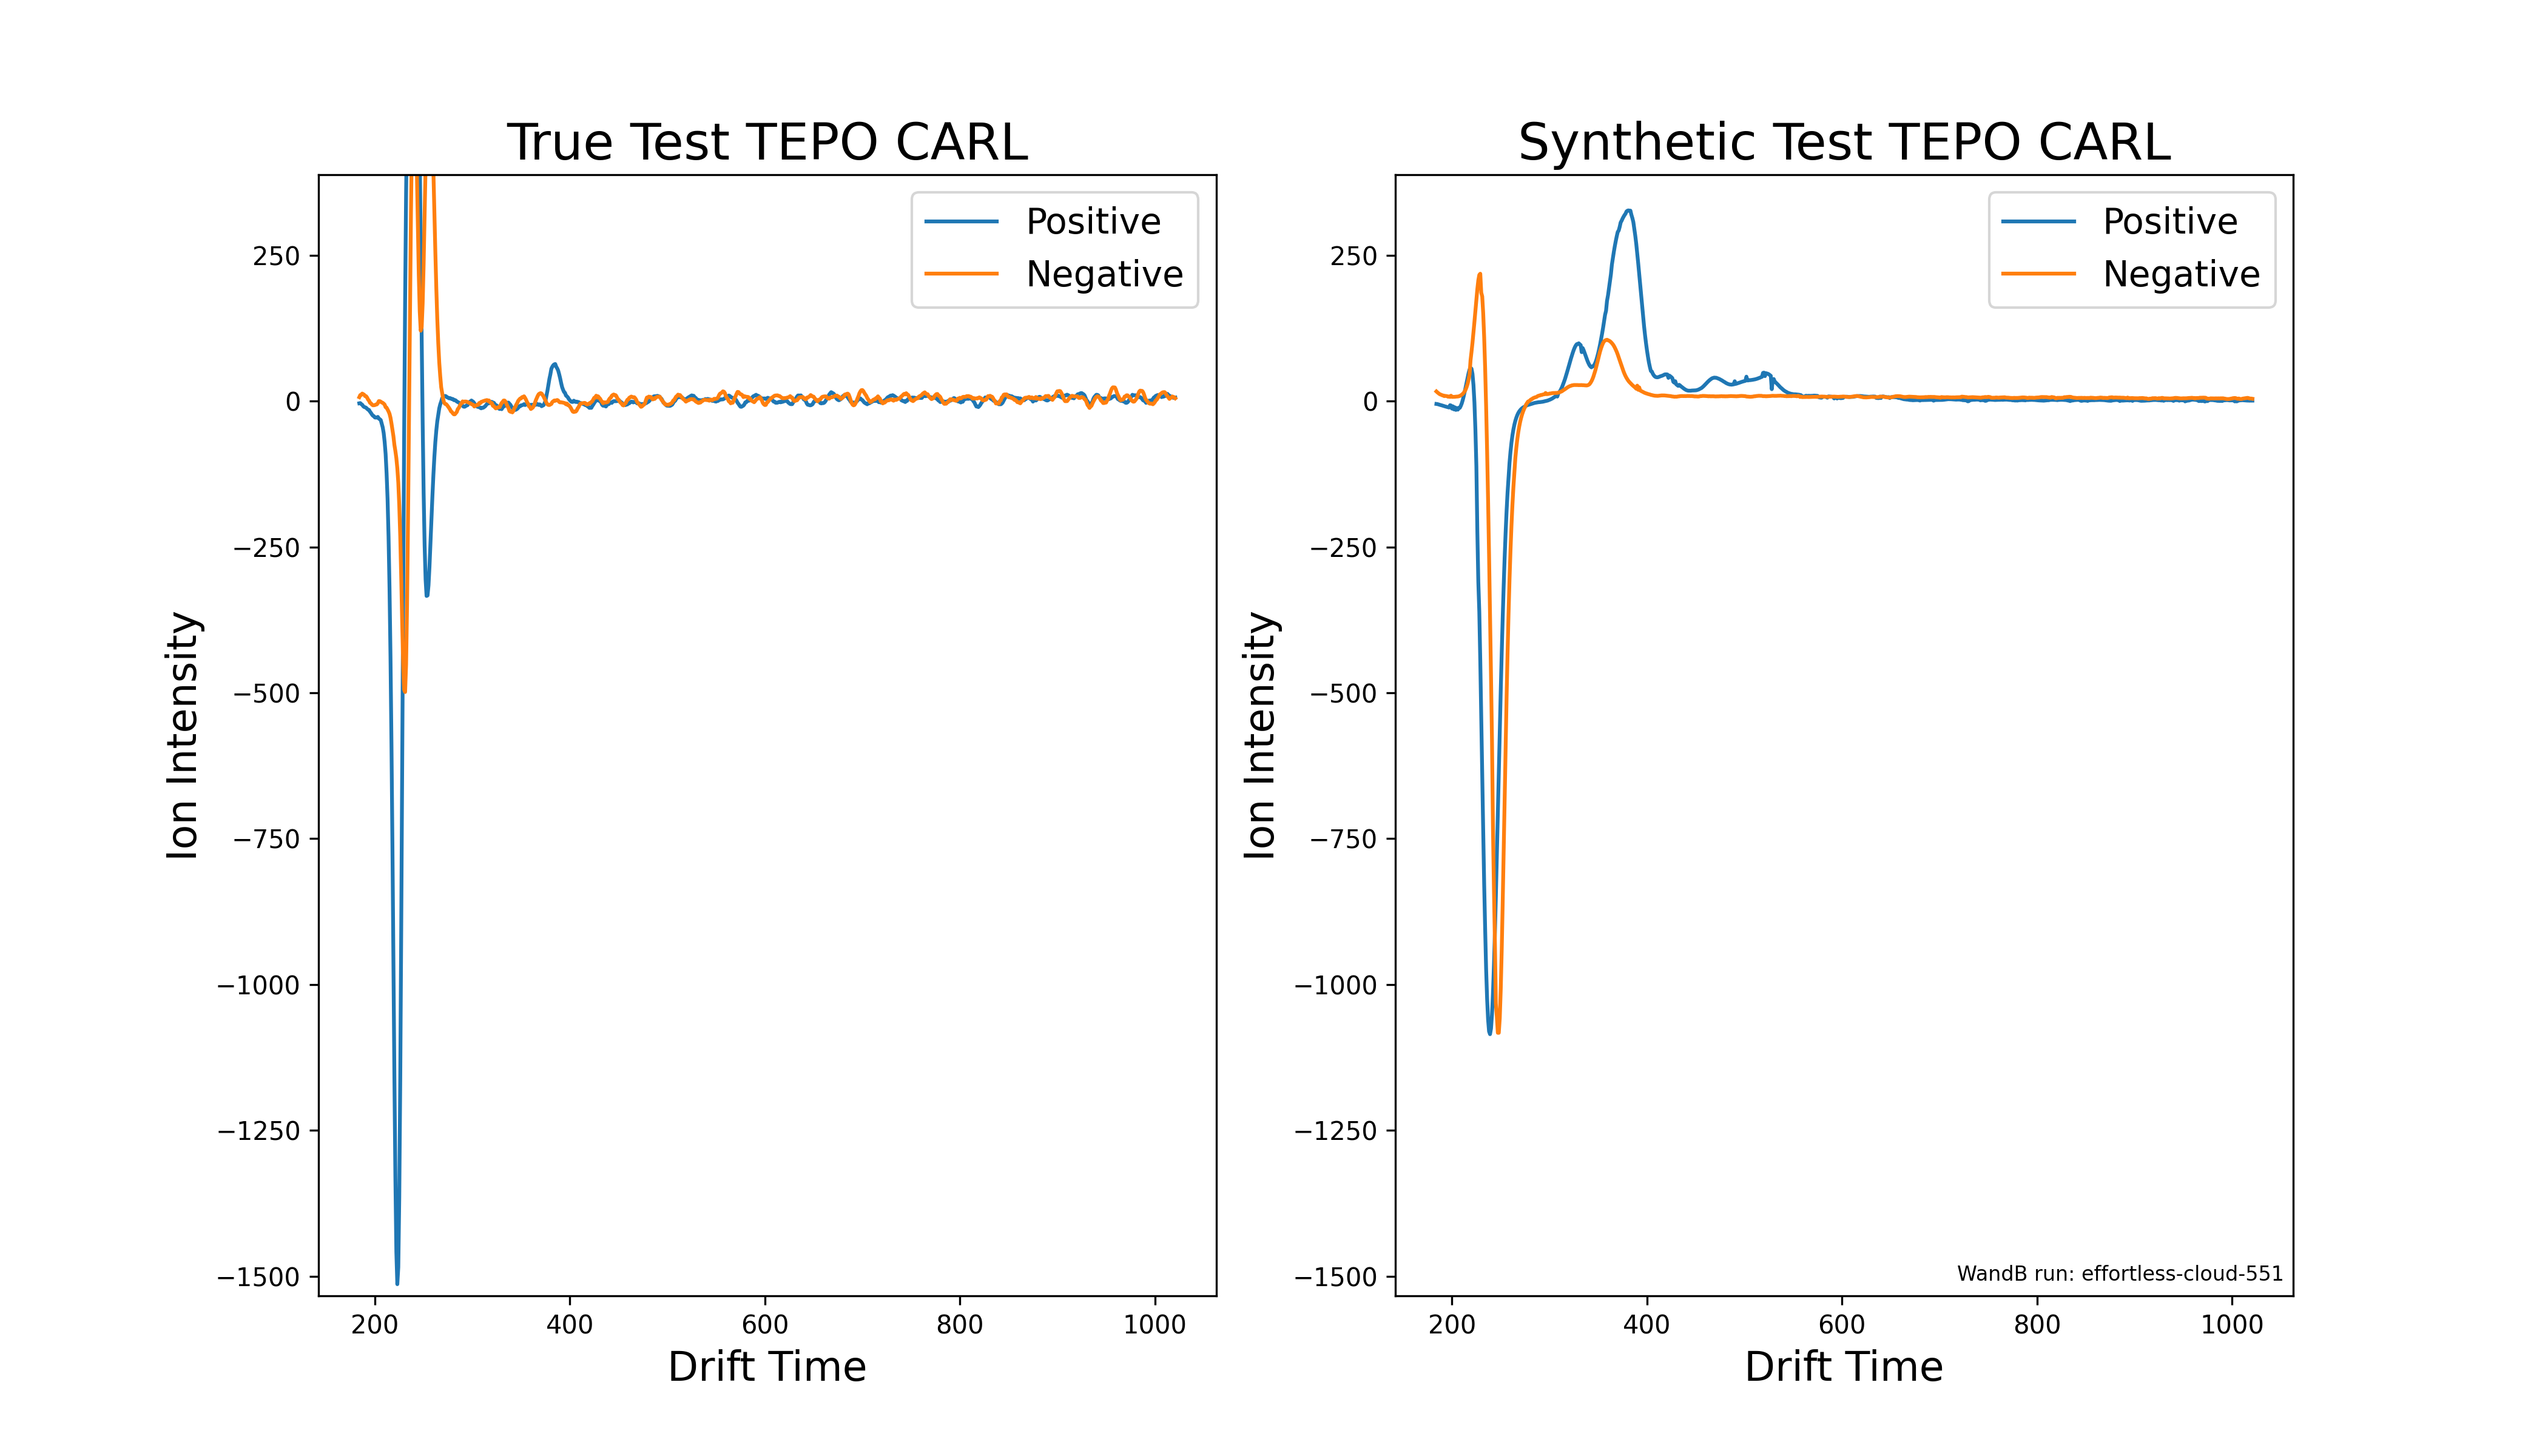 True Test TEPO CARL
Positive
Negative
250
0
−250
−500
−750
−1000
−1250
−1500
Ion Intensity
200 400 600 800 1000
Drift Time
Synthetic Test TEPO CARL
Positive
Negative
250
0
−250
−500
−750
−1000
−1250
−1500
Ion Intensity
WandB run: effortless-cloud-551
200 400 600 800 1000
Drift Time